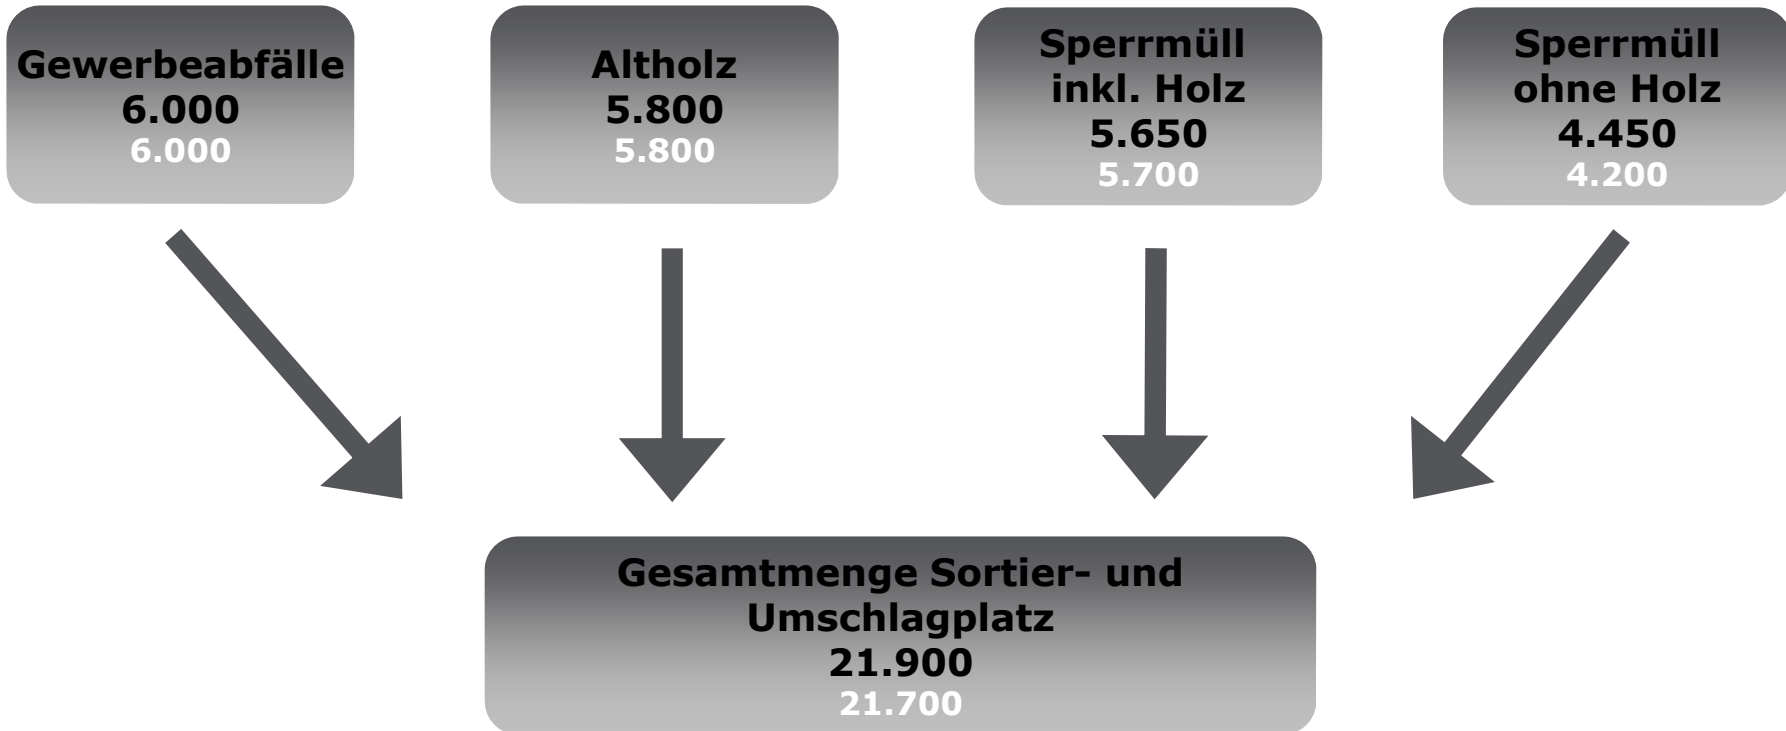 Gewerbeabfälle
6.000
6.000
Altholz
5.800
5.800
Sperrmüll
inkl. Holz
5.650
5.700
Sperrmüll
ohne Holz
4.450
4.200
Gesamtmenge Sortier- und
Umschlagplatz
21.900
21.700